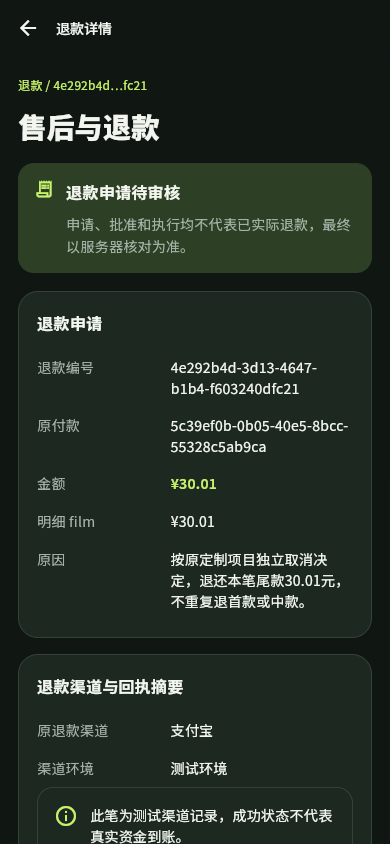 退款详情
退款 / 4e292b4d…fc21
售后与退款
退款申请待审核
申请、批准和执行均不代表已实际退款，最终
以服务器核对为准。
退款申请
退款编号 4e292b4d-3d13-4647-
b1b4-f603240dfc21
原付款 5c39ef0b-0b05-40e5-8bcc-
55328c5ab9ca
金额 ¥30.01
明细 film ¥30.01
原因 按原定制项目独立取消决
定，退还本笔尾款30.01元，
不重复退首款或中款。
退款渠道与回执摘要
原退款渠道 支付宝
渠道环境 测试环境
此笔为测试渠道记录，成功状态不代表
真实资金到账。